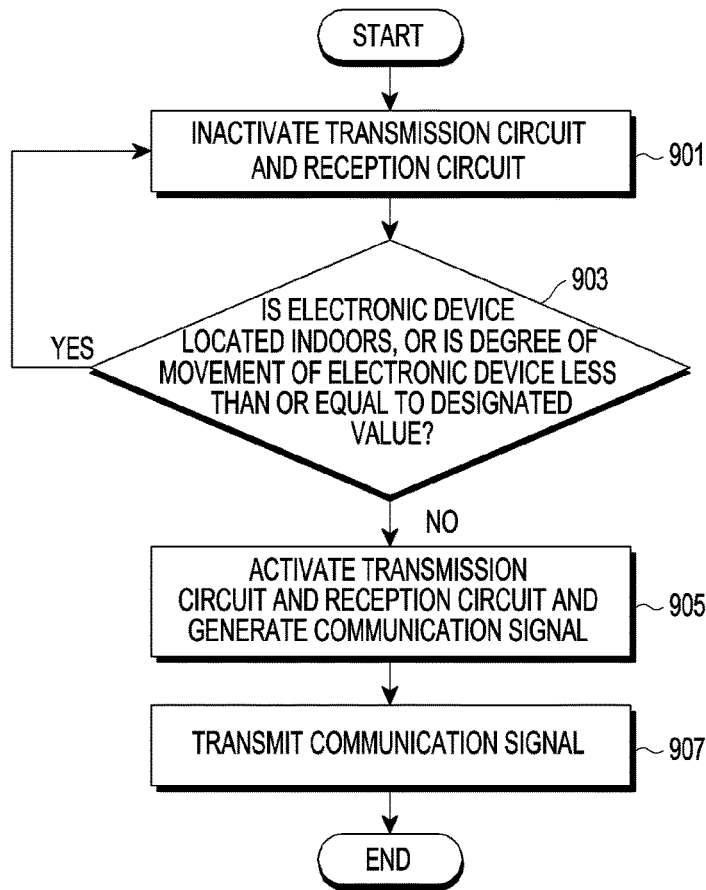 START
INACTIVATE TRANSMISSION CIRCUIT
AND RECEPTION CIRCUIT
901
903
IS ELECTRONIC DEVICE
LOCATED INDOORS, OR IS DEGREE OF
MOVEMENT OF ELECTRONIC DEVICE LESS
THAN OR EQUAL TO DESIGNATED
VALUE?
YES
NO
ACTIVATE TRANSMISSION
CIRCUIT AND RECEPTION CIRCUIT AND
GENERATE COMMUNICATION SIGNAL
905
TRANSMIT COMMUNICATION SIGNAL
907
END